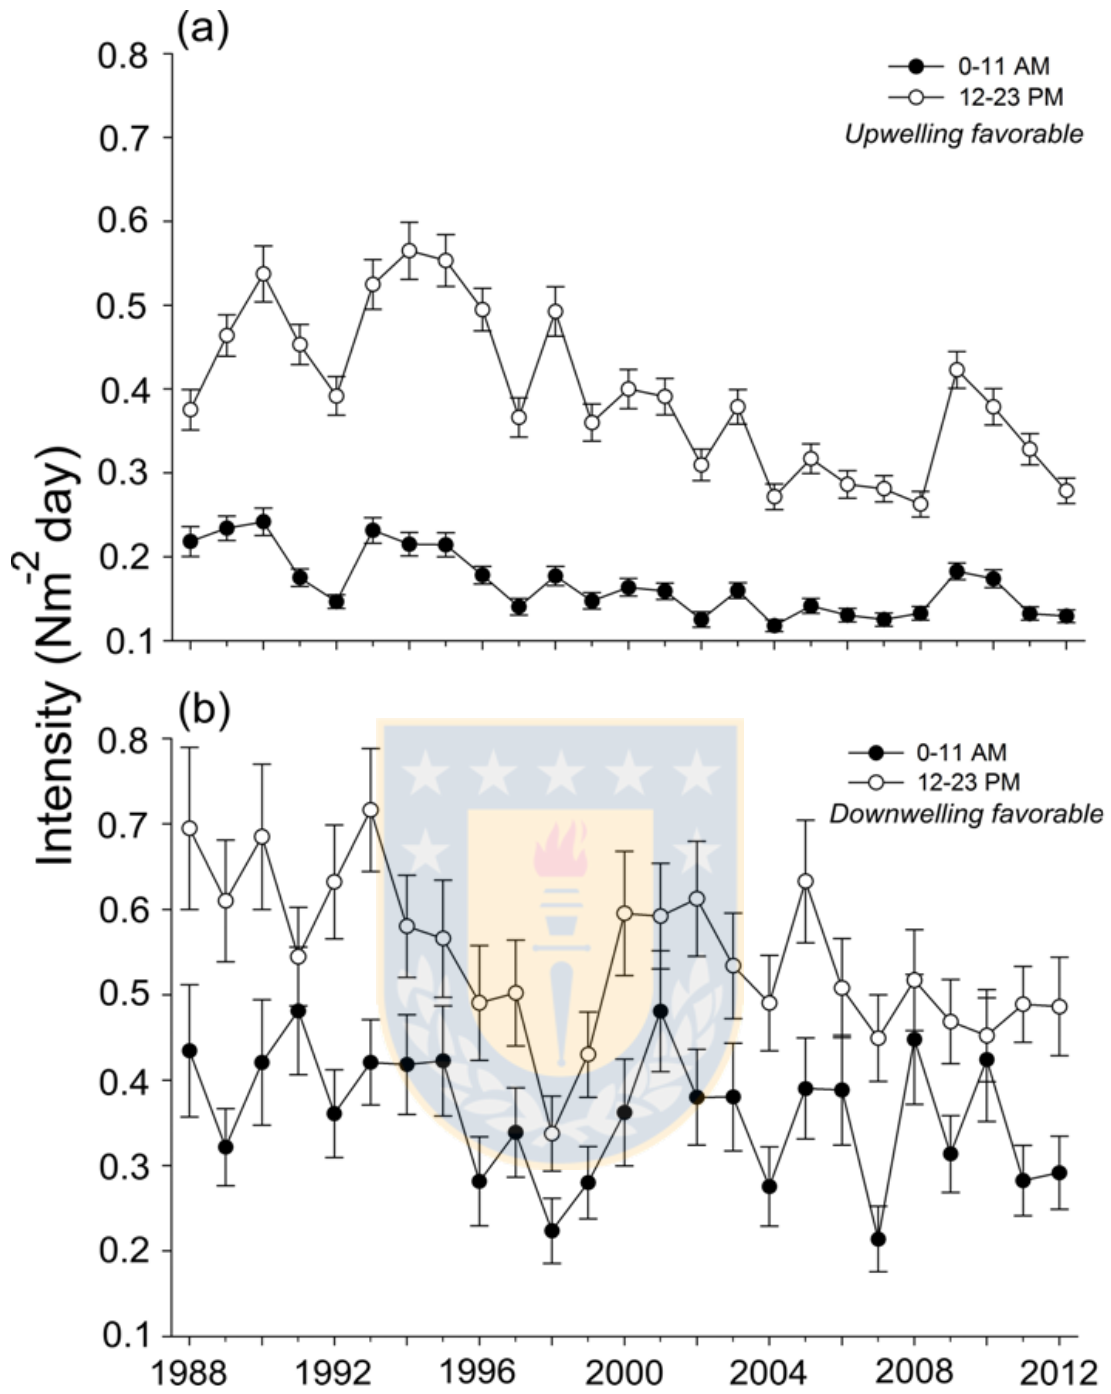 (a)
0.8
0.7
0.6
0.5
0.4
0.3
0.2
0.1
0-11 AM
12-23 PM
Upwelling favorable
Intensity (Nm-2 day)
(b)
0.8
0.7
0.6
0.5
0.4
0.3
0.2
0.1
0-11 AM
12-23 PM
Downwelling favorable
1988 1992 1996 2000 2004 2008 2012